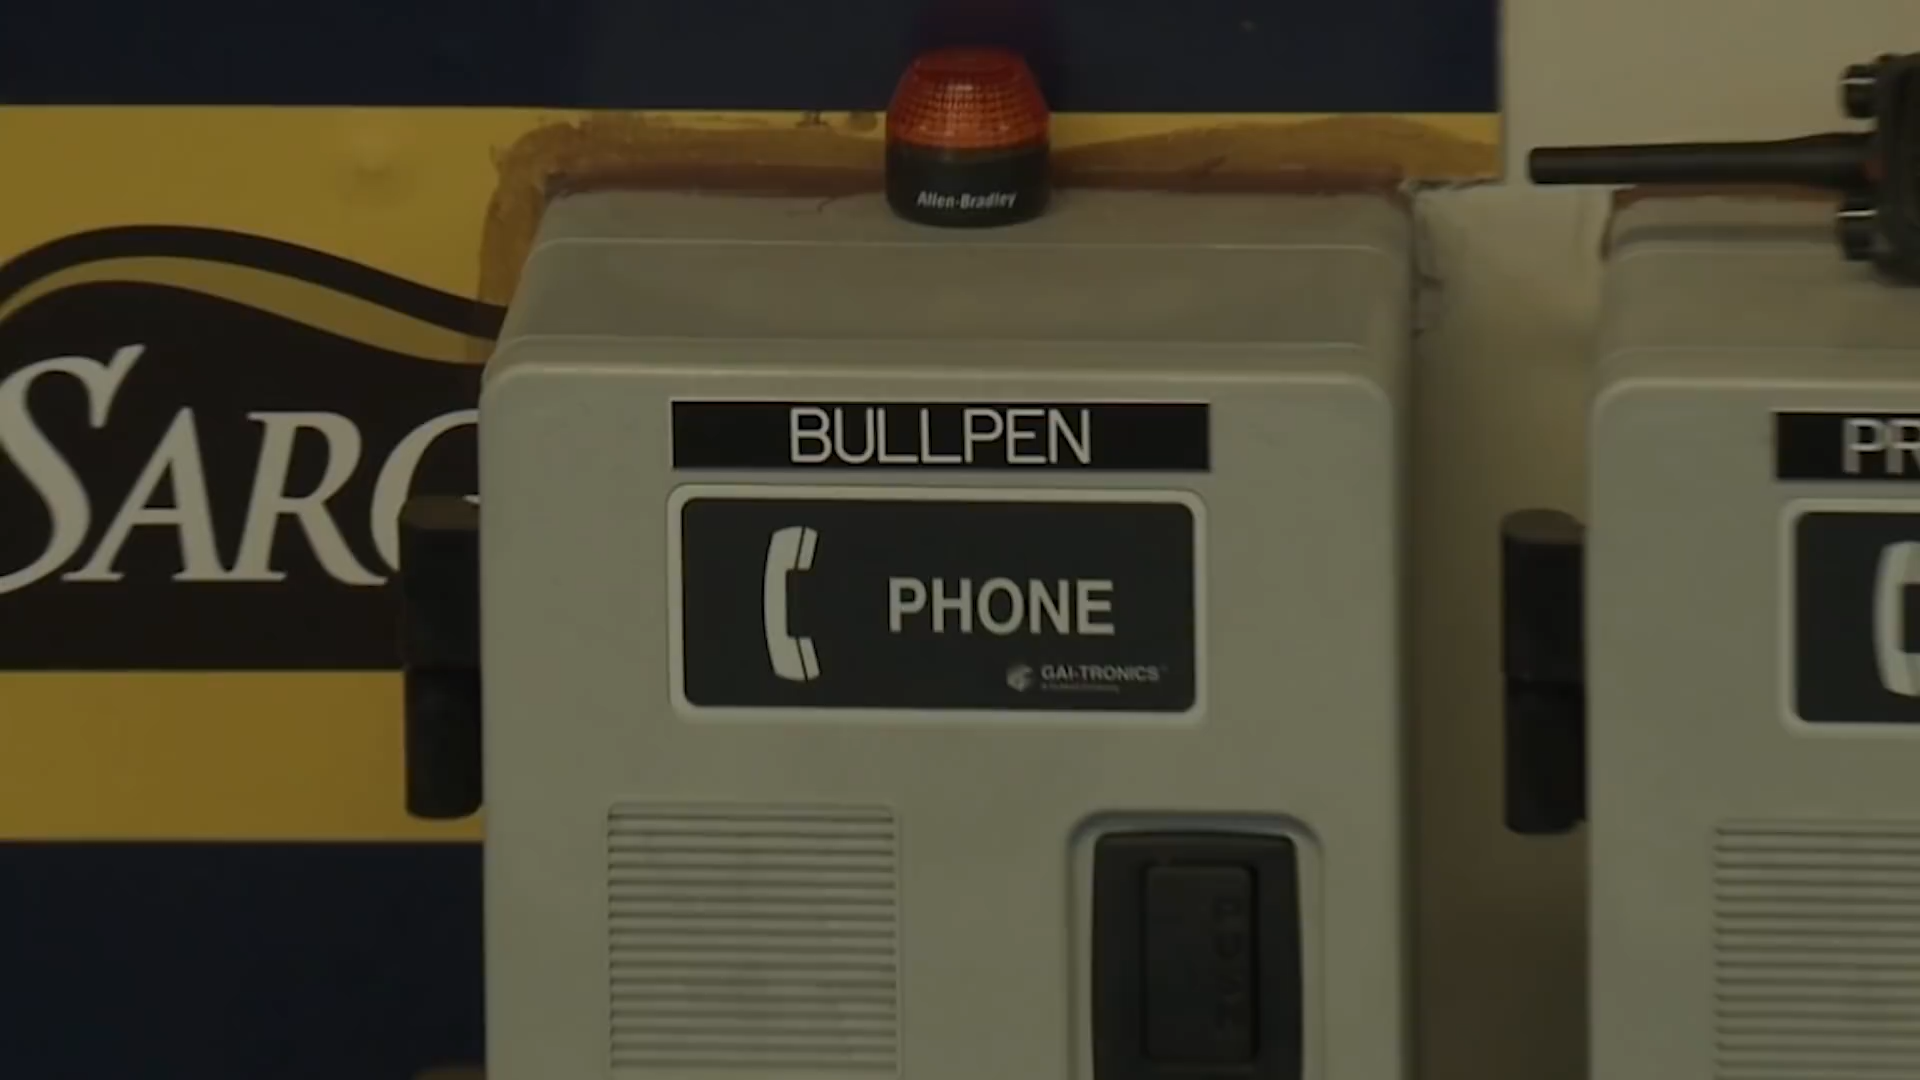 Allen-Bradley
SARG
BULLPEN
PHONE
GAI-TRONICS
PR